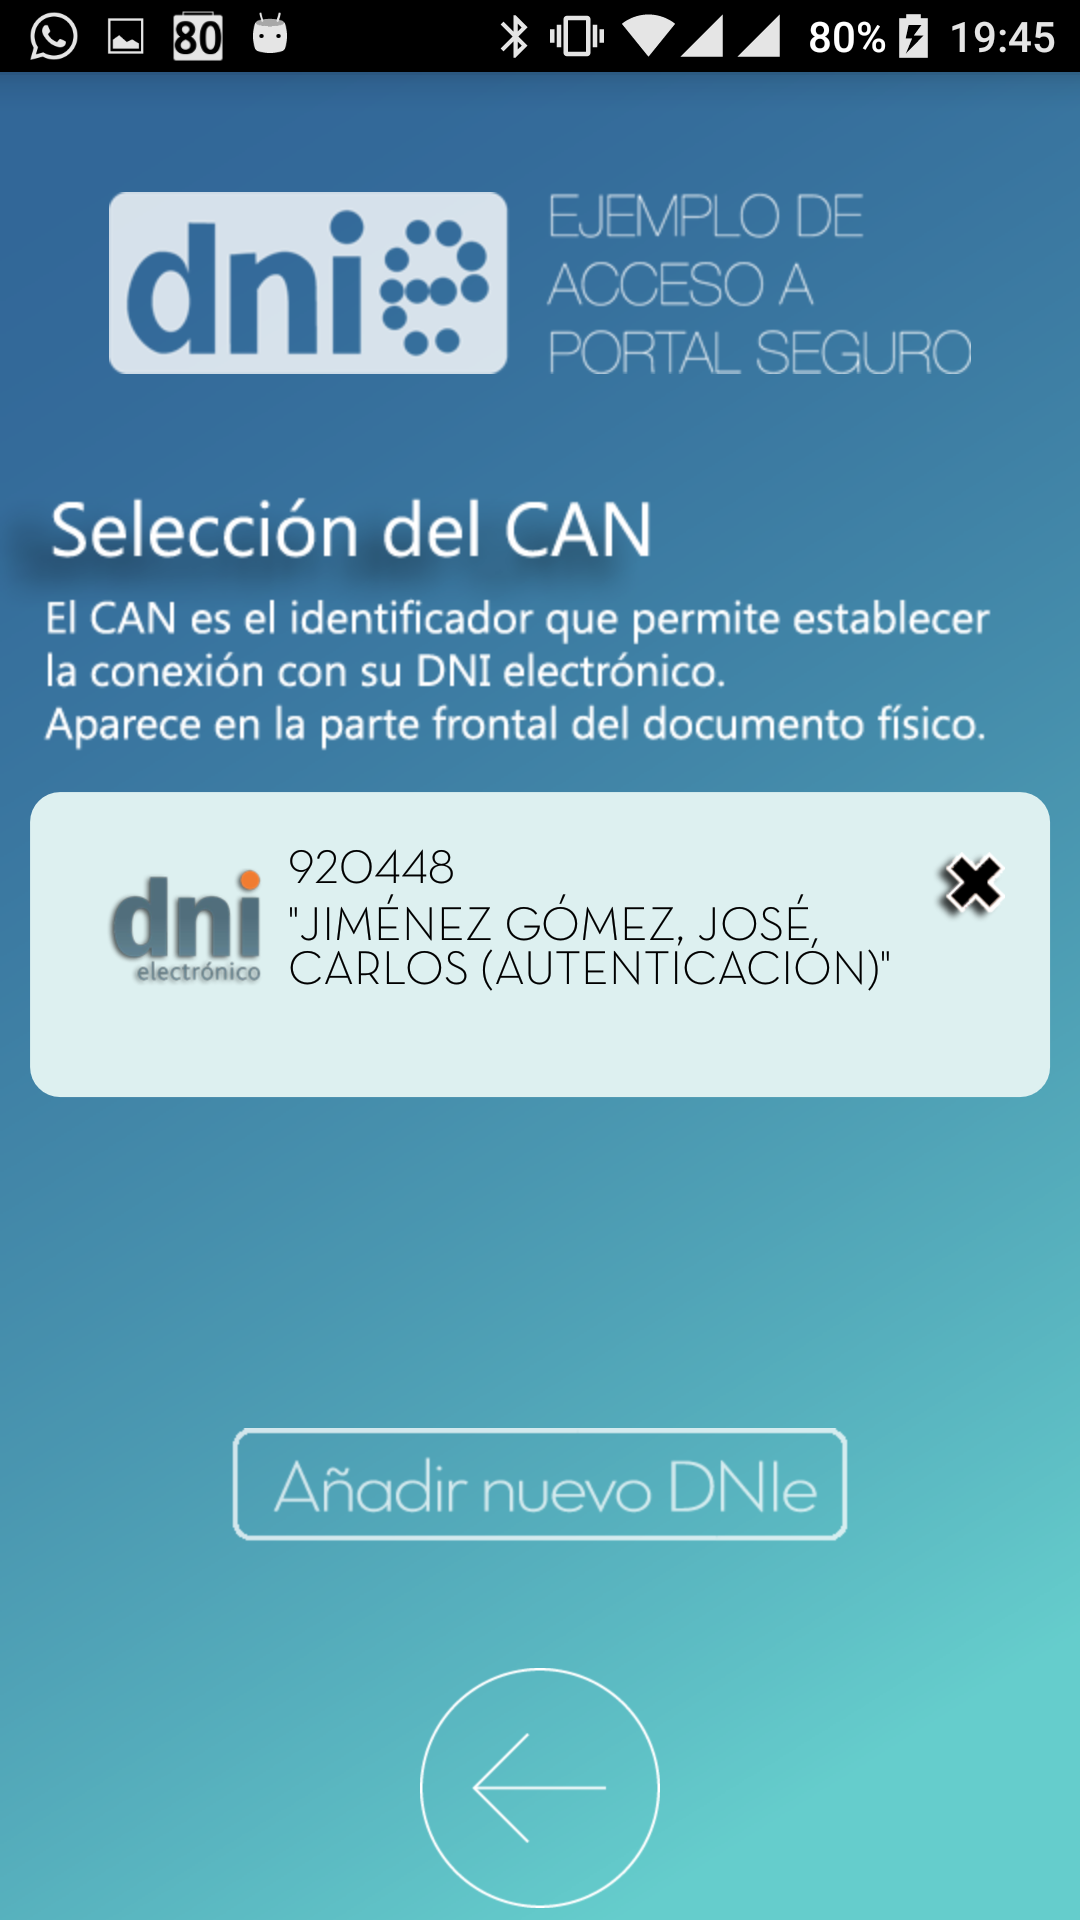 80
80% 19:45
dnie
EJEMPLO DE
ACCESO A
PORTAL SEGURO
Selección del CAN
El CAN es el identificador que permite establecer
la conexión con su DNI electrónico.
Aparece en la parte frontal del documento físico.
dni
electrónico
920448
"JIMÉNEZ GÓMEZ, JOSÉ
CARLOS (AUTENTICACIÓN)"
Añadir nuevo DNIe